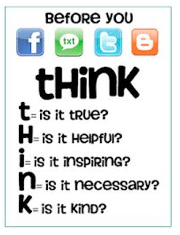 Before you
f txt t B
tHink
t= is it true?
H= is it Helpful?
i= is it inspiring?
n= is it necessary?
K= is it Kind?